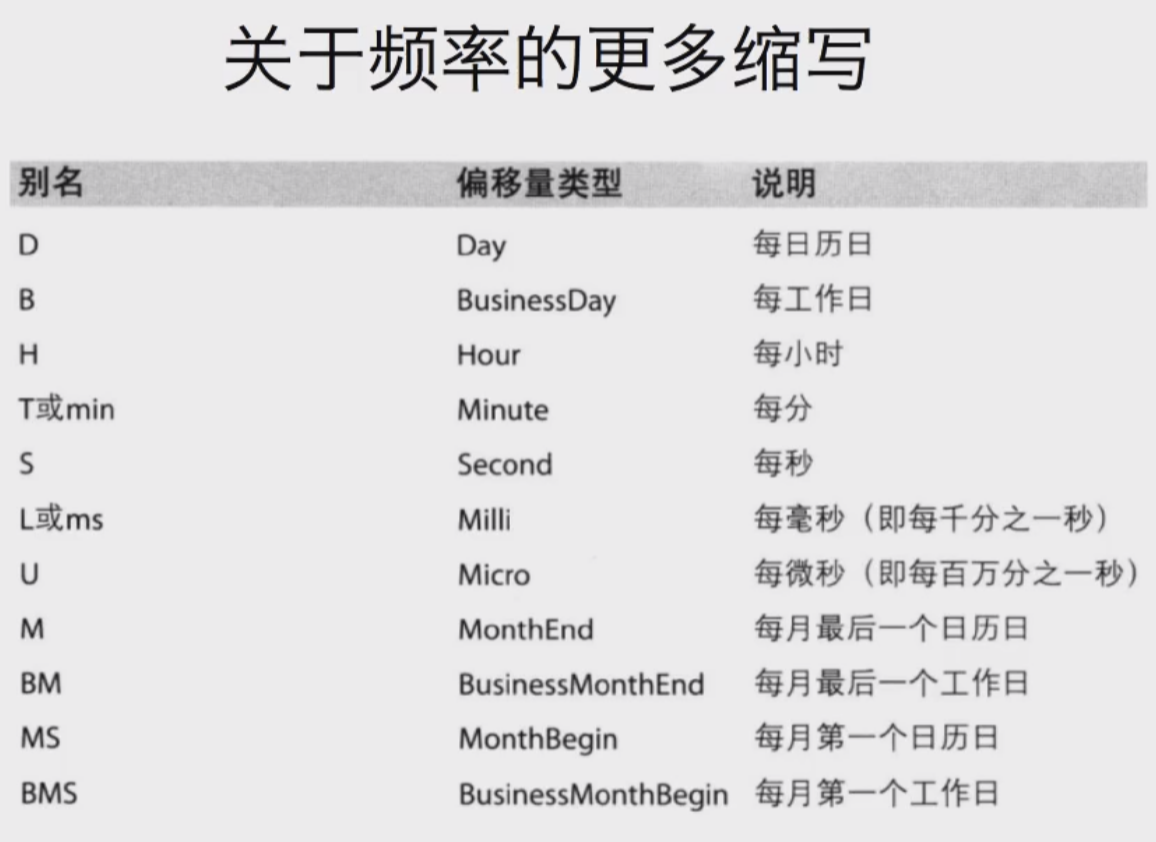 关于频率的更多缩写
别名 偏移量类型 说明
D Day 每日历日
B BusinessDay 每工作日
H Hour 每小时
T或min Minute 每分
S Second 每秒
L或ms Milli 每毫秒（即每千分之一秒）
U Micro 每微秒（即每百万分之一秒）
M MonthEnd 每月最后一个日历日
BM BusinessMonthEnd 每月最后一个工作日
MS MonthBegin 每月第一个日历日
BMS BusinessMonthBegin 每月第一个工作日